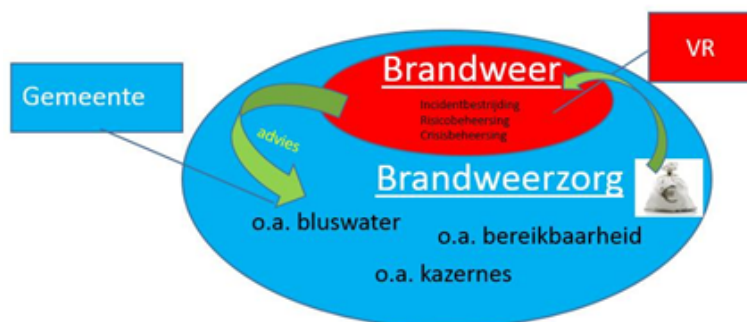 VR
Brandweer
Gemeente
Incidentbestrijding
Risicobeheersing
Crisisbeheersing
advies
Brandweerzorg
€
o.a. bluswater
o.a. bereikbaarheid
o.a. kazernes